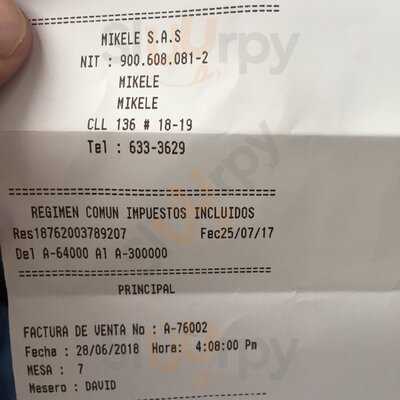 MIKELE S.A.S
NIT : 900.608.081-2
MIKELE
MIKELE
CLL 136 # 18-19
Tel : 633-3629
REGIMEN COMUN IMPUESTOS INCLUIDOS
Res18762003789207 Fec25/07/17
Del A-64000 Al A-300000
PRINCIPAL
FACTURA DE VENTA No : A-76002
Fecha : 28/06/2018 Hora: 4:08:00 Pm
MESA : 7
Mesero : DAVID